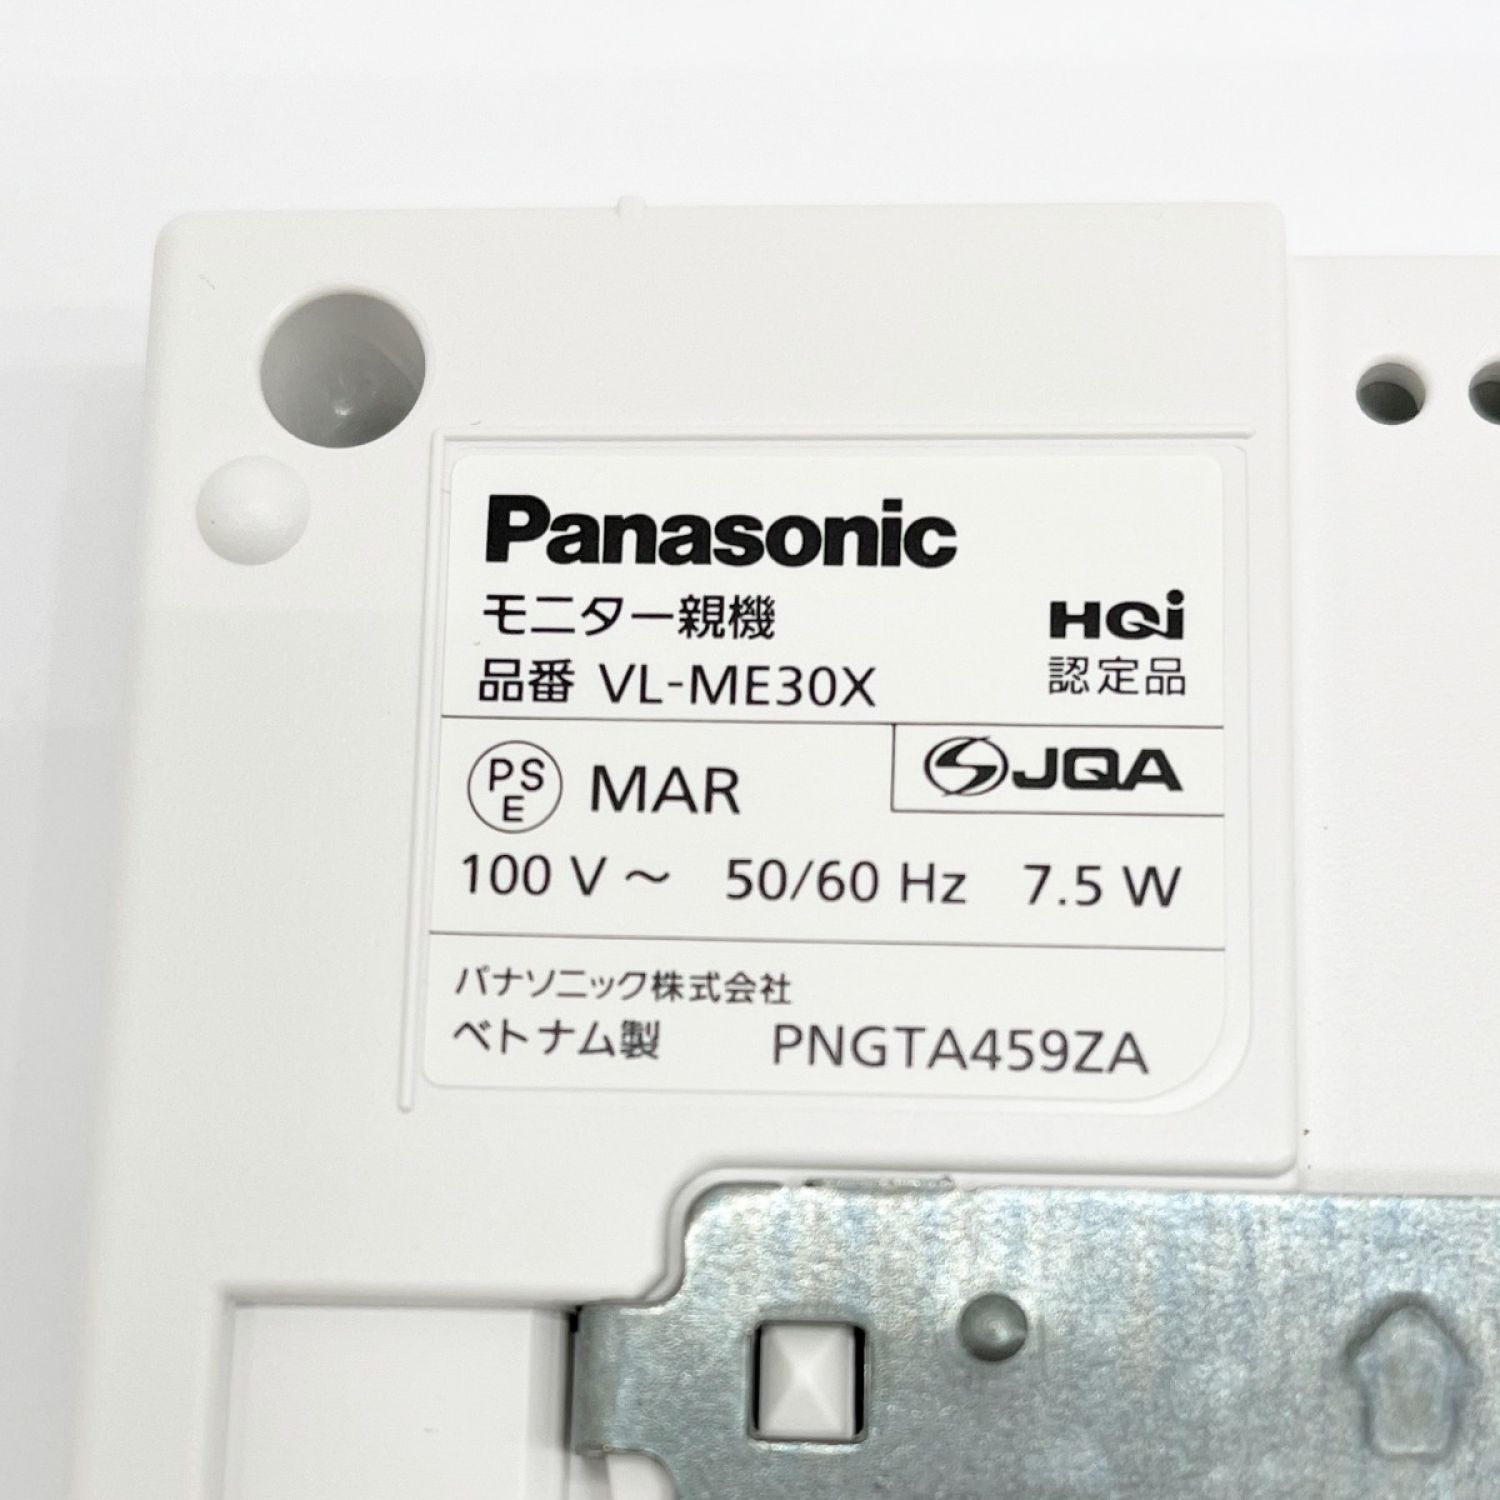 Panasonic
モニター親機
品番 VL-ME30X
HQi
認定品
PSE MAR
JQA
100 V ～ 50/60 Hz 7.5 W
パナソニック株式会社
ベトナム製 PNGTA459ZA